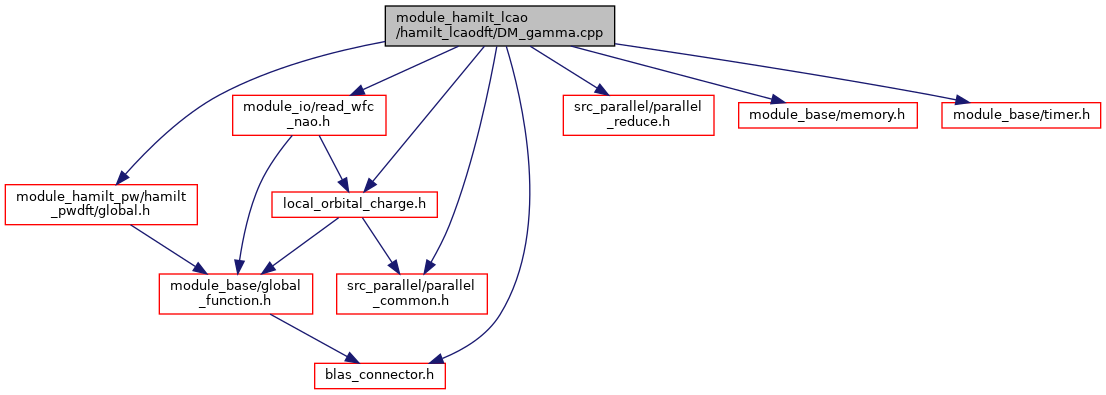 module_hamilt_lcao
/hamilt_lcaodft/DM_gamma.cpp
module_io/read_wfc
_nao.h
src_parallel/parallel
_reduce.h
module_base/memory.h
module_base/timer.h
module_hamilt_pw/hamilt
_pwdft/global.h
local_orbital_charge.h
module_base/global
_function.h
src_parallel/parallel
_common.h
blas_connector.h